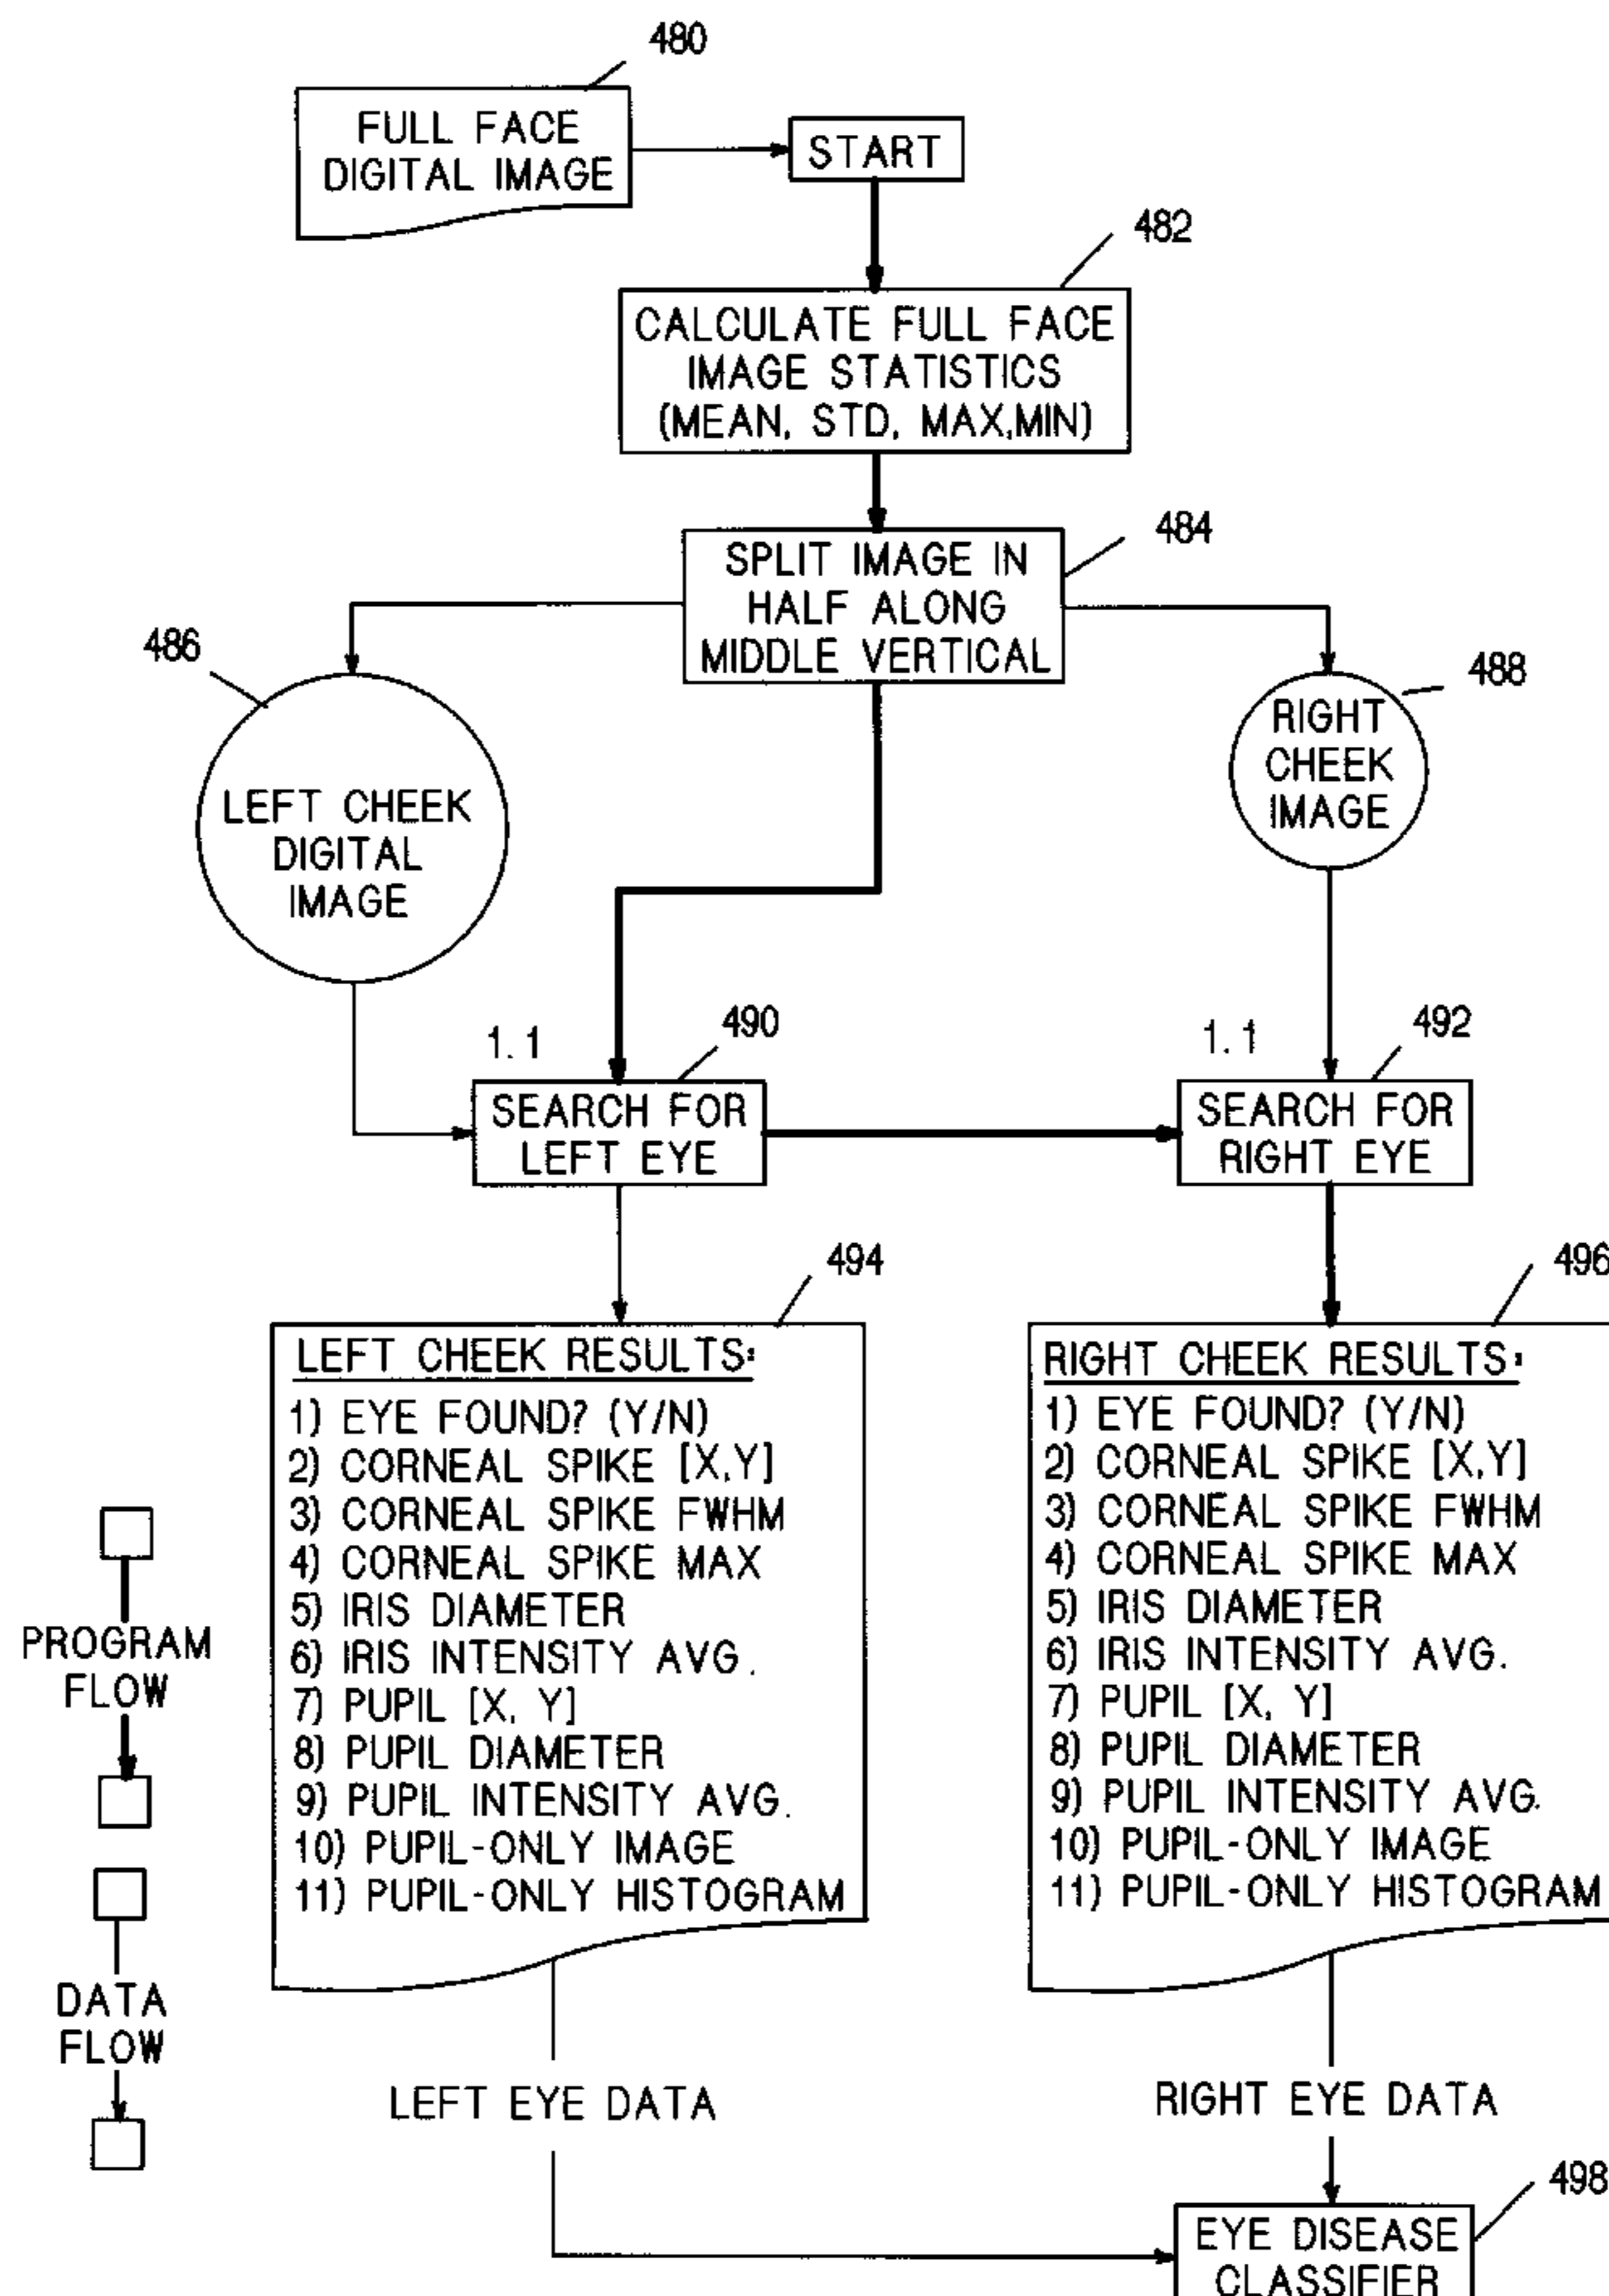 480
FULL FACE
DIGITAL IMAGE
START
482
CALCULATE FULL FACE
IMAGE STATISTICS
(MEAN, STD, MAX,MIN)
484
SPLIT IMAGE IN
HALF ALONG
MIDDLE VERTICAL
486
LEFT CHEEK
DIGITAL
IMAGE
488
RIGHT
CHEEK
IMAGE
1.1
490
SEARCH FOR
LEFT EYE
1.1
492
SEARCH FOR
RIGHT EYE
494
LEFT CHEEK RESULTS:
1) EYE FOUND? (Y/N)
2) CORNEAL SPIKE [X,Y]
3) CORNEAL SPIKE FWHM
4) CORNEAL SPIKE MAX
5) IRIS DIAMETER
6) IRIS INTENSITY AVG.
7) PUPIL [X, Y]
8) PUPIL DIAMETER
9) PUPIL INTENSITY AVG.
10) PUPIL-ONLY IMAGE
11) PUPIL-ONLY HISTOGRAM
496
RIGHT CHEEK RESULTS:
1) EYE FOUND? (Y/N)
2) CORNEAL SPIKE [X,Y]
3) CORNEAL SPIKE FWHM
4) CORNEAL SPIKE MAX
5) IRIS DIAMETER
6) IRIS INTENSITY AVG.
7) PUPIL [X, Y]
8) PUPIL DIAMETER
9) PUPIL INTENSITY AVG.
10) PUPIL-ONLY IMAGE
11) PUPIL-ONLY HISTOGRAM
PROGRAM
FLOW
DATA
FLOW
LEFT EYE DATA
RIGHT EYE DATA
498
EYE DISEASE
CLASSIFIER